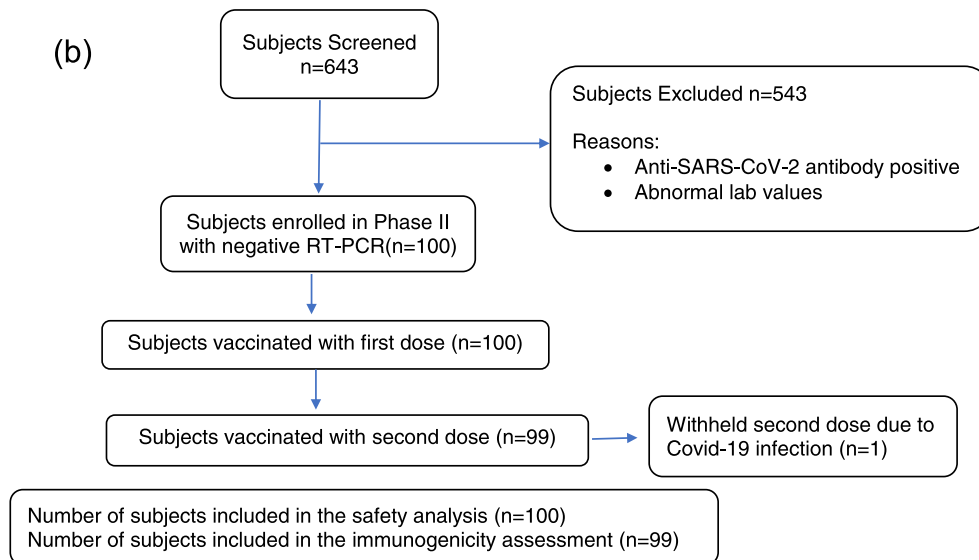 (b)
Subjects Screened
n=643
Subjects Excluded n=543
Reasons:
• Anti-SARS-CoV-2 antibody positive
• Abnormal lab values
Subjects enrolled in Phase II
with negative RT-PCR(n=100)
Subjects vaccinated with first dose (n=100)
Subjects vaccinated with second dose (n=99)
Withheld second dose due to
Covid-19 infection (n=1)
Number of subjects included in the safety analysis (n=100)
Number of subjects included in the immunogenicity assessment (n=99)